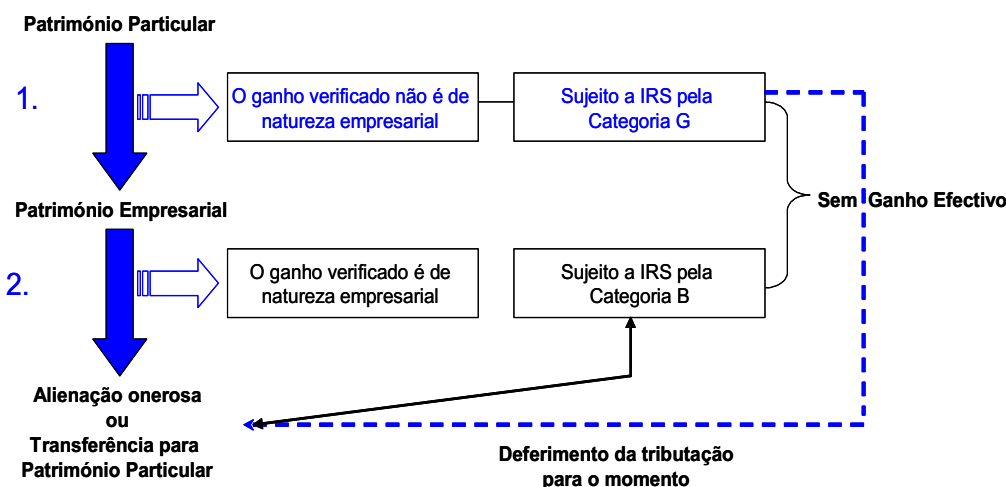 Património Particular
1.
O ganho verificado não é de
natureza empresarial
Sujeito a IRS pela
Categoria G
Património Empresarial
Sem Ganho Efectivo
2.
O ganho verificado é de
natureza empresarial
Sujeito a IRS pela
Categoria B
Alienação onerosa
ou
Transferência para
Património Particular
Deferimento da tributação
para o momento